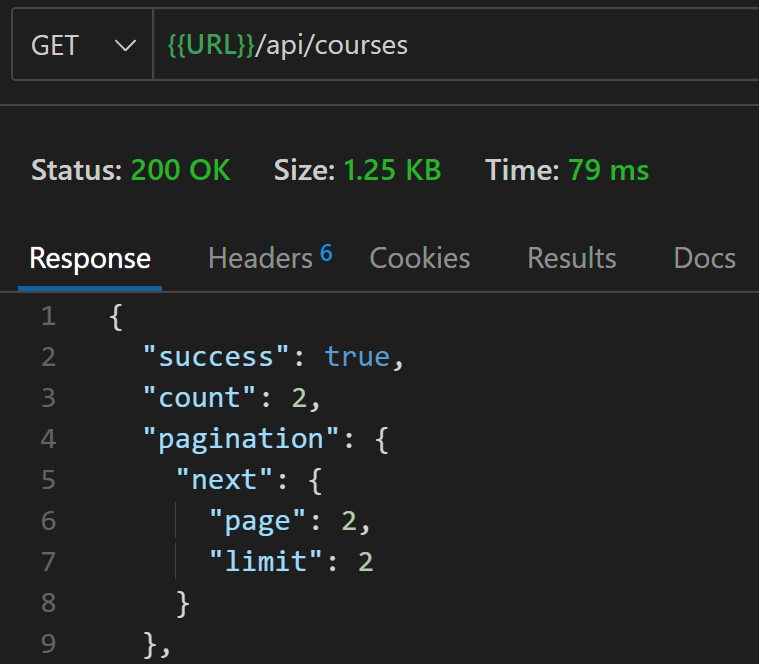 GET {{URL}}/api/courses
Status: 200 OK Size: 1.25 KB Time: 79 ms
Response Headers 6 Cookies Results Docs
1 {
2 "success": true,
3 "count": 2,
4 "pagination": {
5 "next": {
6 "page": 2,
7 "limit": 2
8 }
9 },